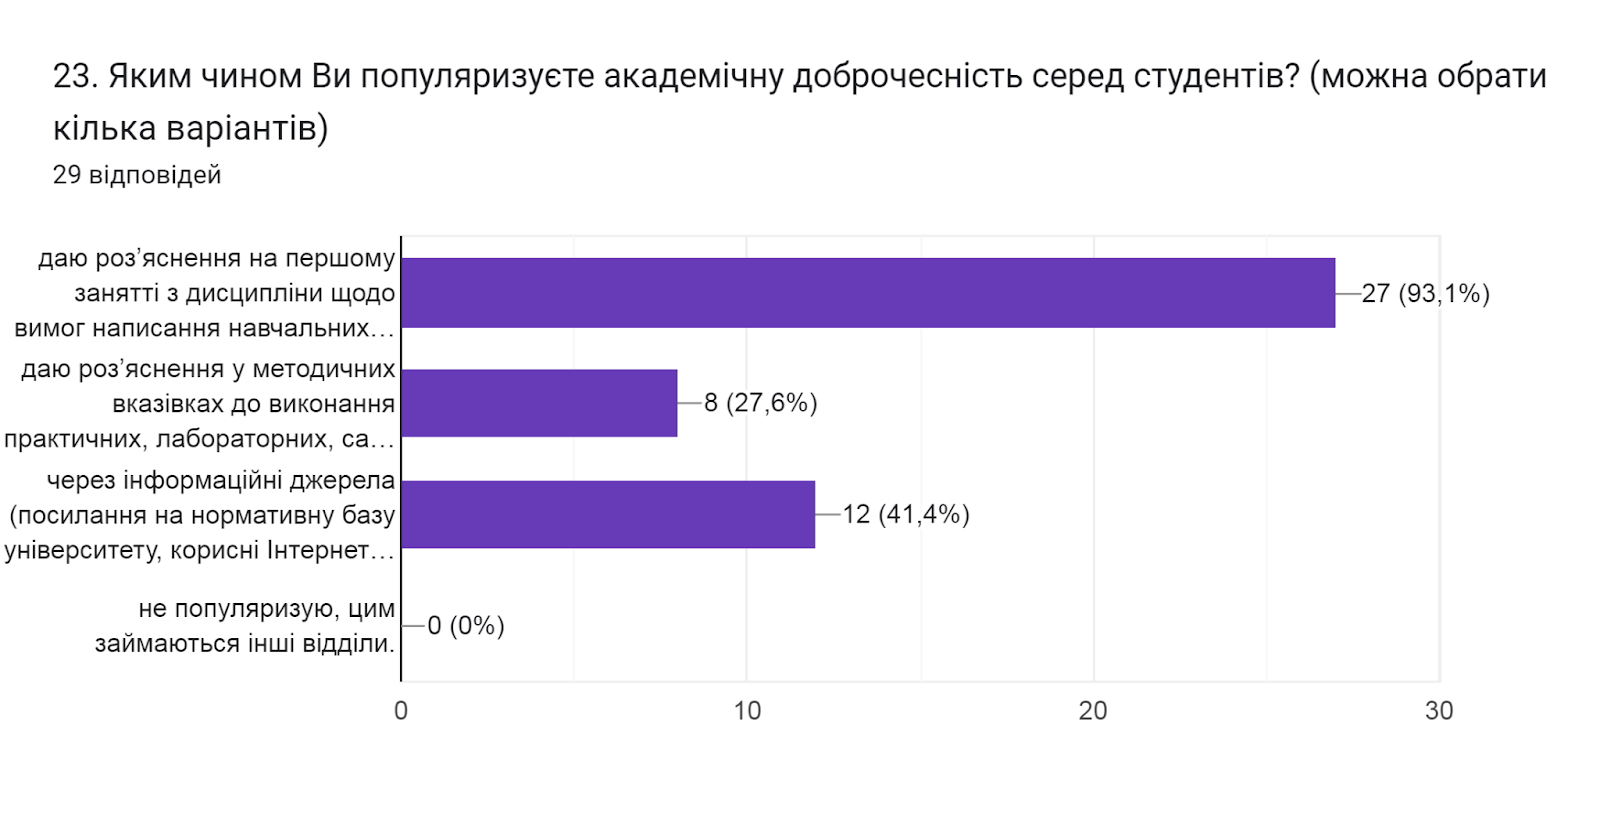 23. Яким чином Ви популяризуєте академічну доброчесність серед студентів? (можна обрати
кілька варіантів)
29 відповідей
даю роз’яснення на першому
занятті з дисципліни щодо
вимог написання навчальних…
27 (93,1%)
даю роз’яснення у методичних
вказівках до виконання
практичних, лабораторних, са…
8 (27,6%)
через інформаційні джерела
(посилання на нормативну базу
університету, корисні Інтернет…
12 (41,4%)
не популяризую, цим
займаються інші відділи.
0 (0%)
0 10 20 30